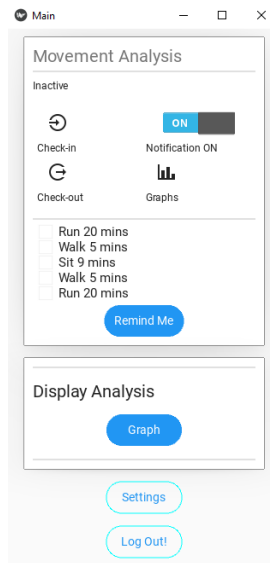 Main
Movement Analysis
Inactive
ON
Check-in
Notification ON
Check-out
Graphs
Run 20 mins
Walk 5 mins
Sit 9 mins
Walk 5 mins
Run 20 mins
Remind Me
Display Analysis
Graph
Settings
Log Out!